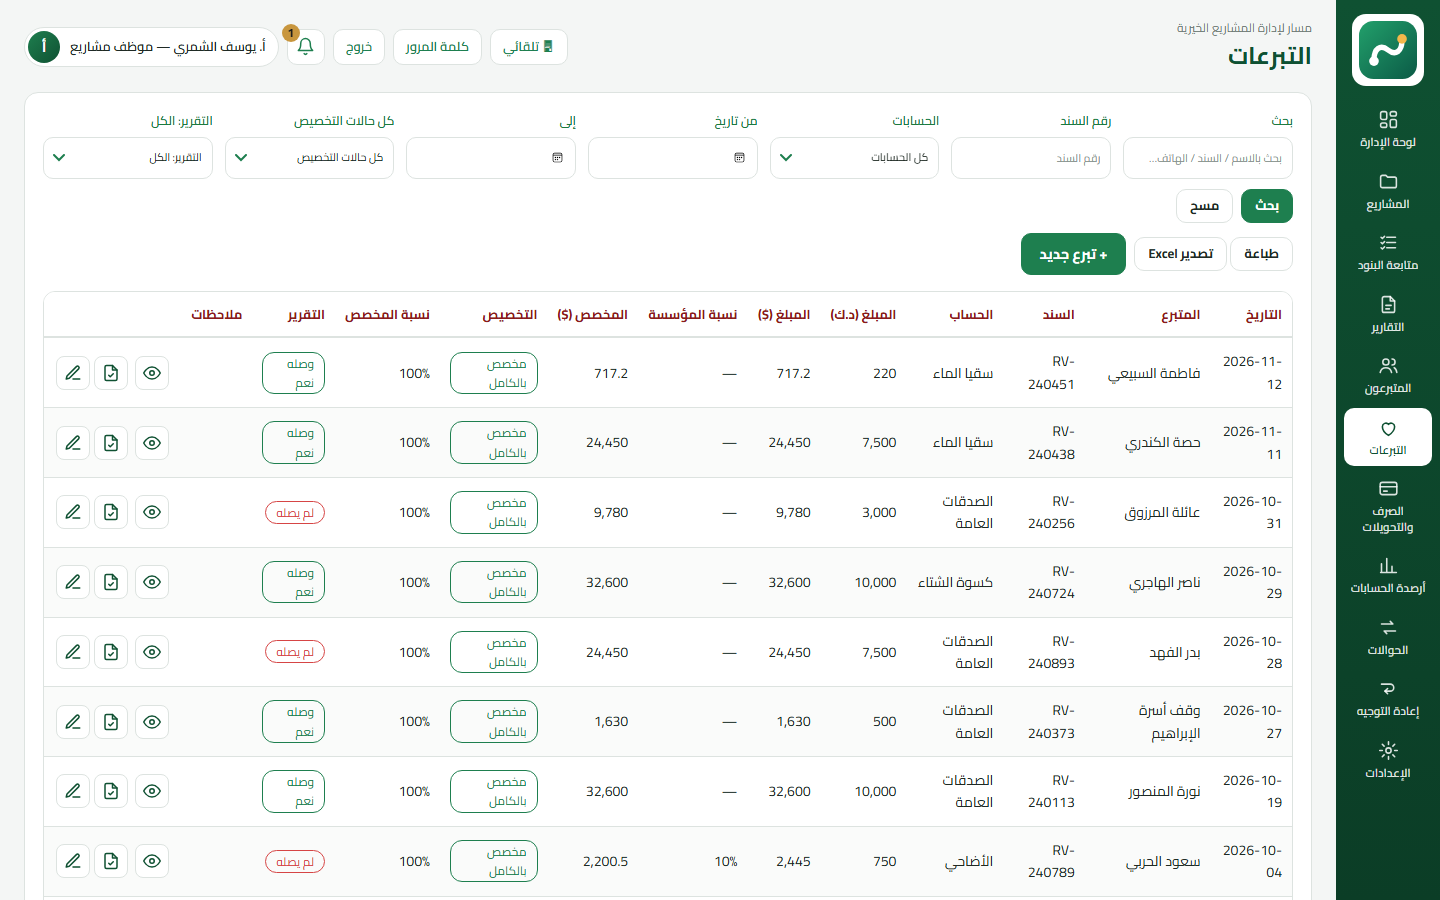 مسار لإدارة المشاريع الخيرية
التبرعات
تلقائي
كلمة المرور
خروج
1
أ. يوسف الشمري — موظف مشاريع
أ
لوحة الإدارة
المشاريع
متابعة البنود
التقارير
المتبرعون
التبرعات
الصرف
والتحويلات
أرصدة الحسابات
الحوالات
إعادة التوجيه
الإعدادات
بحث
رقم السند
الحسابات
من تاريخ
إلى
كل حالات التخصيص
التقرير: الكل
بحث بالاسم / السند / الهاتف...
رقم السند
كل الحسابات
كل حالات التخصيص
التقرير: الكل
بحث
مسح
طباعة
تصدير Excel
+ تبرع جديد
التاريخ المتبرع السند الحساب المبلغ (د.ك) المبلغ ($) نسبة المؤسسة المخصص ($) التخصيص نسبة المخصص التقرير ملاحظات
2026-11-12 فاطمة السبيعي RV-240451 سقيا الماء 220 717.2 — 717.2 مخصص بالكامل 100% وصله نعم
2026-11-11 حصة الكندري RV-240438 سقيا الماء 7,500 24,450 — 24,450 مخصص بالكامل 100% وصله نعم
2026-10-31 عائلة المرزوق RV-240256 الصدقات العامة 3,000 9,780 — 9,780 مخصص بالكامل 100% لم يصله
2026-10-29 ناصر الهاجري RV-240724 كسوة الشتاء 10,000 32,600 — 32,600 مخصص بالكامل 100% وصله نعم
2026-10-28 بدر الفهد RV-240893 الصدقات العامة 7,500 24,450 — 24,450 مخصص بالكامل 100% لم يصله
2026-10-27 وقف أسرة الإبراهيم RV-240373 الصدقات العامة 500 1,630 — 1,630 مخصص بالكامل 100% وصله نعم
2026-10-19 نورة المنصور RV-240113 الصدقات العامة 10,000 32,600 — 32,600 مخصص بالكامل 100% وصله نعم
2026-10-04 سعود الحربي RV-240789 الأضاحي 750 2,445 10% 2,200.5 مخصص بالكامل 100% لم يصله